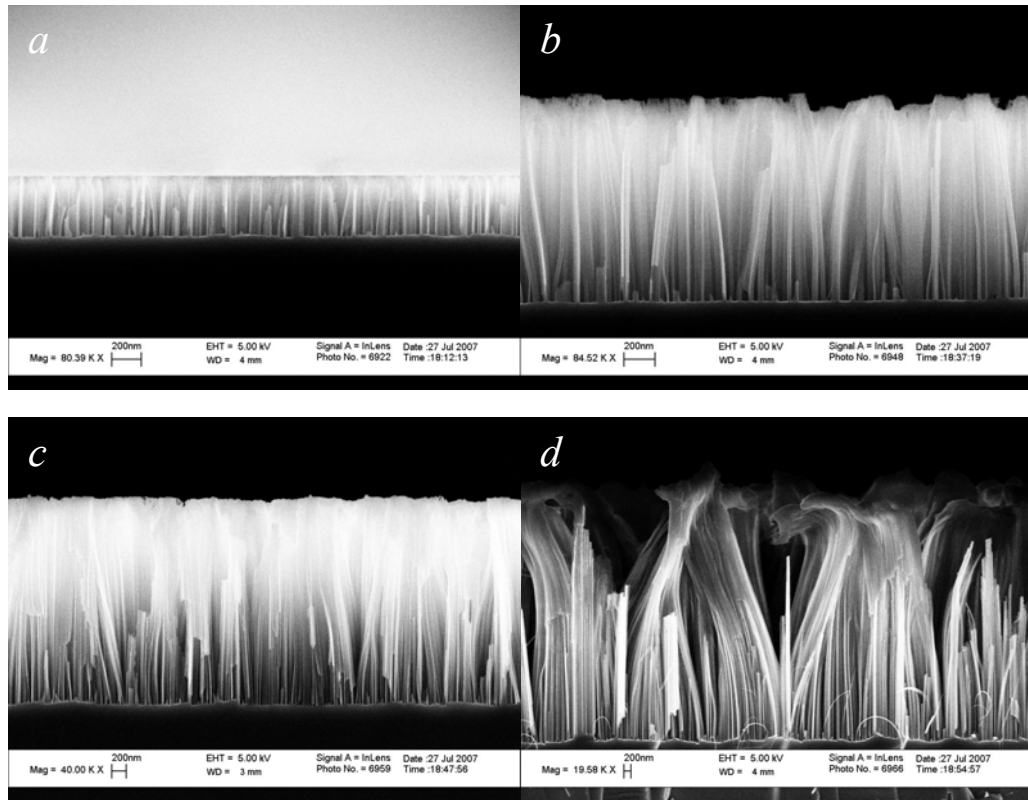 a
200nm
Mag = 80.39 K X
EHT = 5.00 kV
WD = 4 mm
Signal A = InLens
Photo No. = 6922
Date :27 Jul 2007
Time :18:12:13
b
200nm
Mag = 84.52 K X
EHT = 5.00 kV
WD = 4 mm
Signal A = InLens
Photo No. = 6948
Date :27 Jul 2007
Time :18:37:19
c
200nm
Mag = 40.00 K X
EHT = 5.00 kV
WD = 3 mm
Signal A = InLens
Photo No. = 6959
Date :27 Jul 2007
Time :18:47:56
d
200nm
Mag = 19.58 K X
EHT = 5.00 kV
WD = 4 mm
Signal A = InLens
Photo No. = 6966
Date :27 Jul 2007
Time :18:54:57